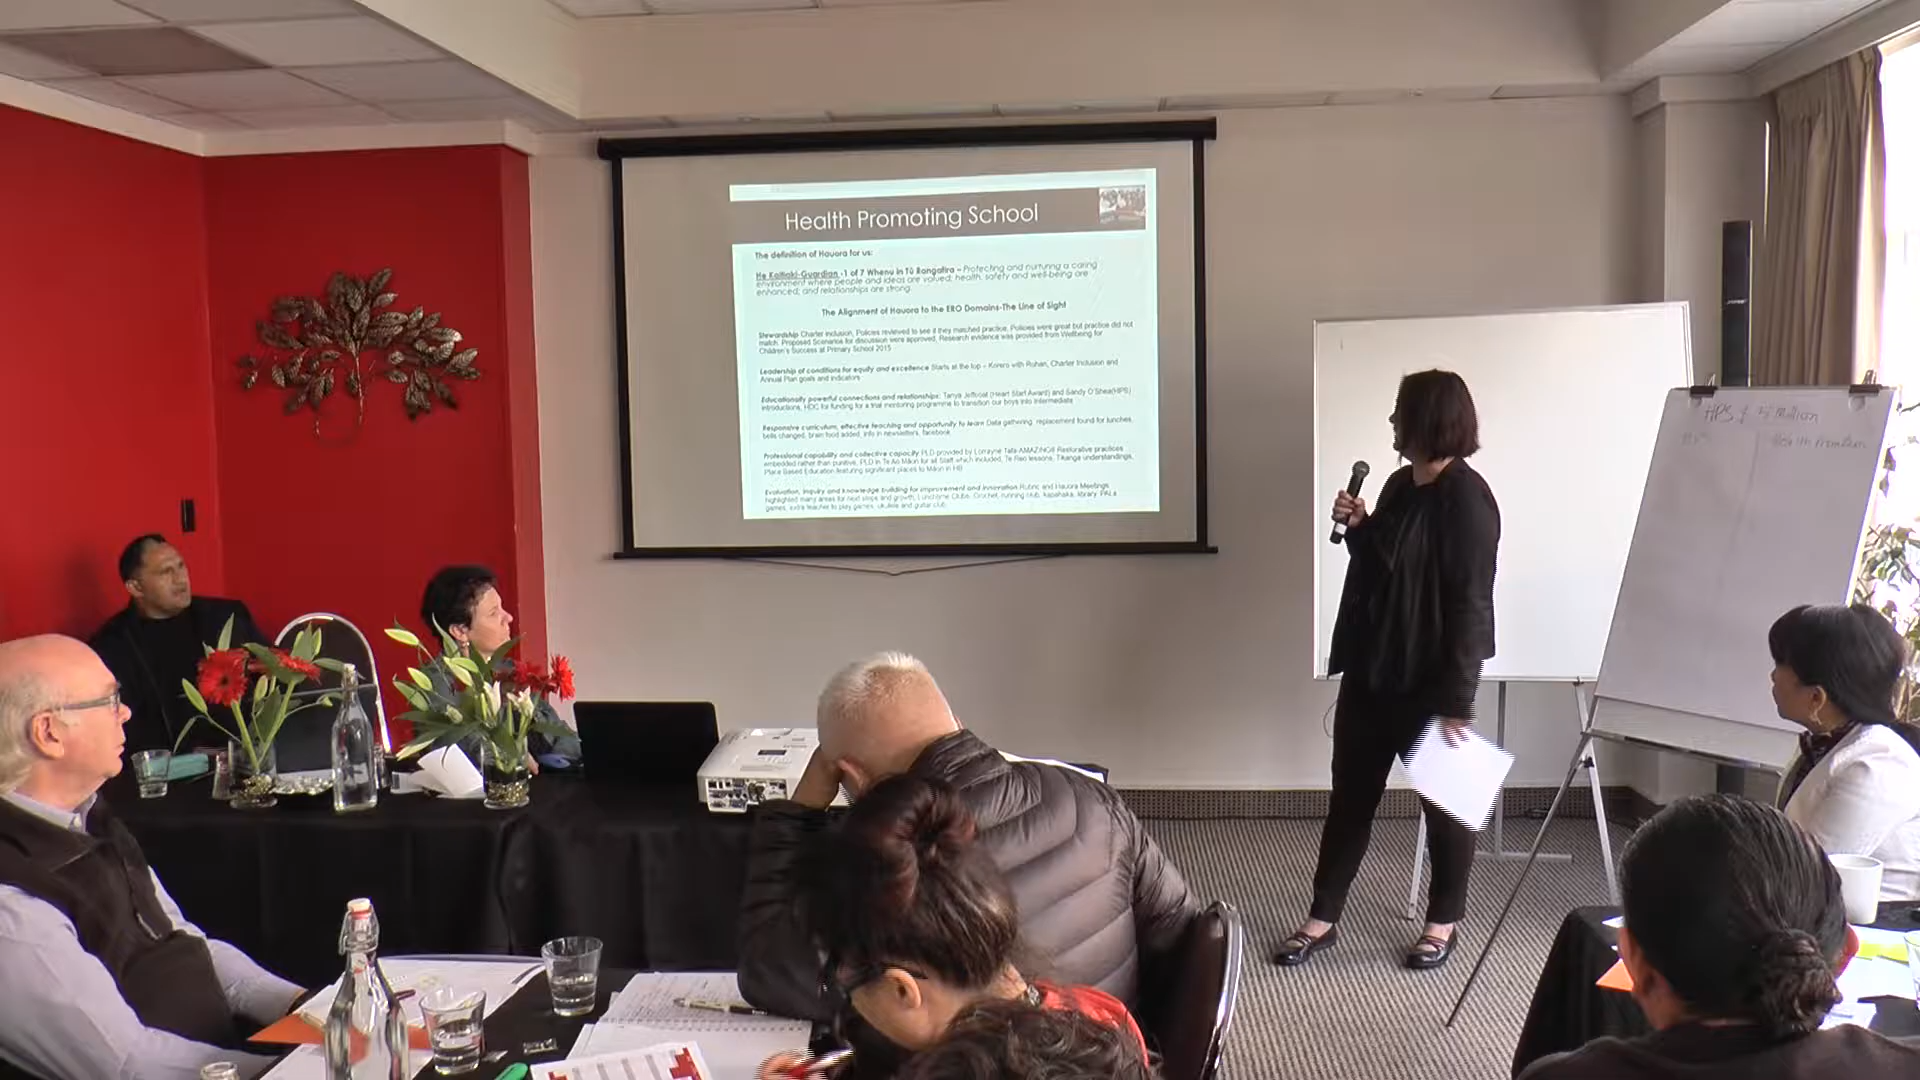 Health Promoting School
The definition of Hauora for us:
He Kaitiaki-Guardian -1 of 7 Whenu in Tū Rangatira – Protecting and nurturing a caring
environment where people and ideas are valued; health, safety and well-being are
enhanced; and relationships are strong.
The Alignment of Hauora to the ERO Domains-The Line of Sight
Stewardship Charter inclusion, Policies reviewed to see if they matched practice. Policies were great but practice did not
match. Proposed Scenarios for discussion were approved, Research evidence was provided from Wellbeing for
Children's Success at Primary School 2015
Leadership of conditions for equity and excellence Starts at the top – Korero with Rohan, Charter Inclusion and
Annual Plan goals and indicators
Educationally powerful connections and relationships: Tanya Jeffcoat (Heart Start Award) and Sandy O'Shea(HPS)
introductions, HDC for funding for a trial mentoring programme to transition our boys into Intermediate
Responsive curriculum, effective teaching and opportunity to learn Data gathering, replacement found for lunches,
bells changed, brain food added, info in newsletters, facebook
Professional capability and collective capacity PLD provided by Lorrayne Taita-AMAZING!! Restorative practices
embedded rather than punitive, PLD in Te Ao Māori for all Staff which included, Te Reo lessons, Tikanga understandings,
Place Based Education featuring significant places to Māori in HB
Evaluation, inquiry and knowledge building for improvement and innovation Rubric and Hauora Meetings
highlighted many areas for next steps and growth, Lunchtime Clubs: Crochet, running club, kapahaka, library, PALs
games, extra teacher to play games, ukulele and guitar club
HPS Million
Health Promotion